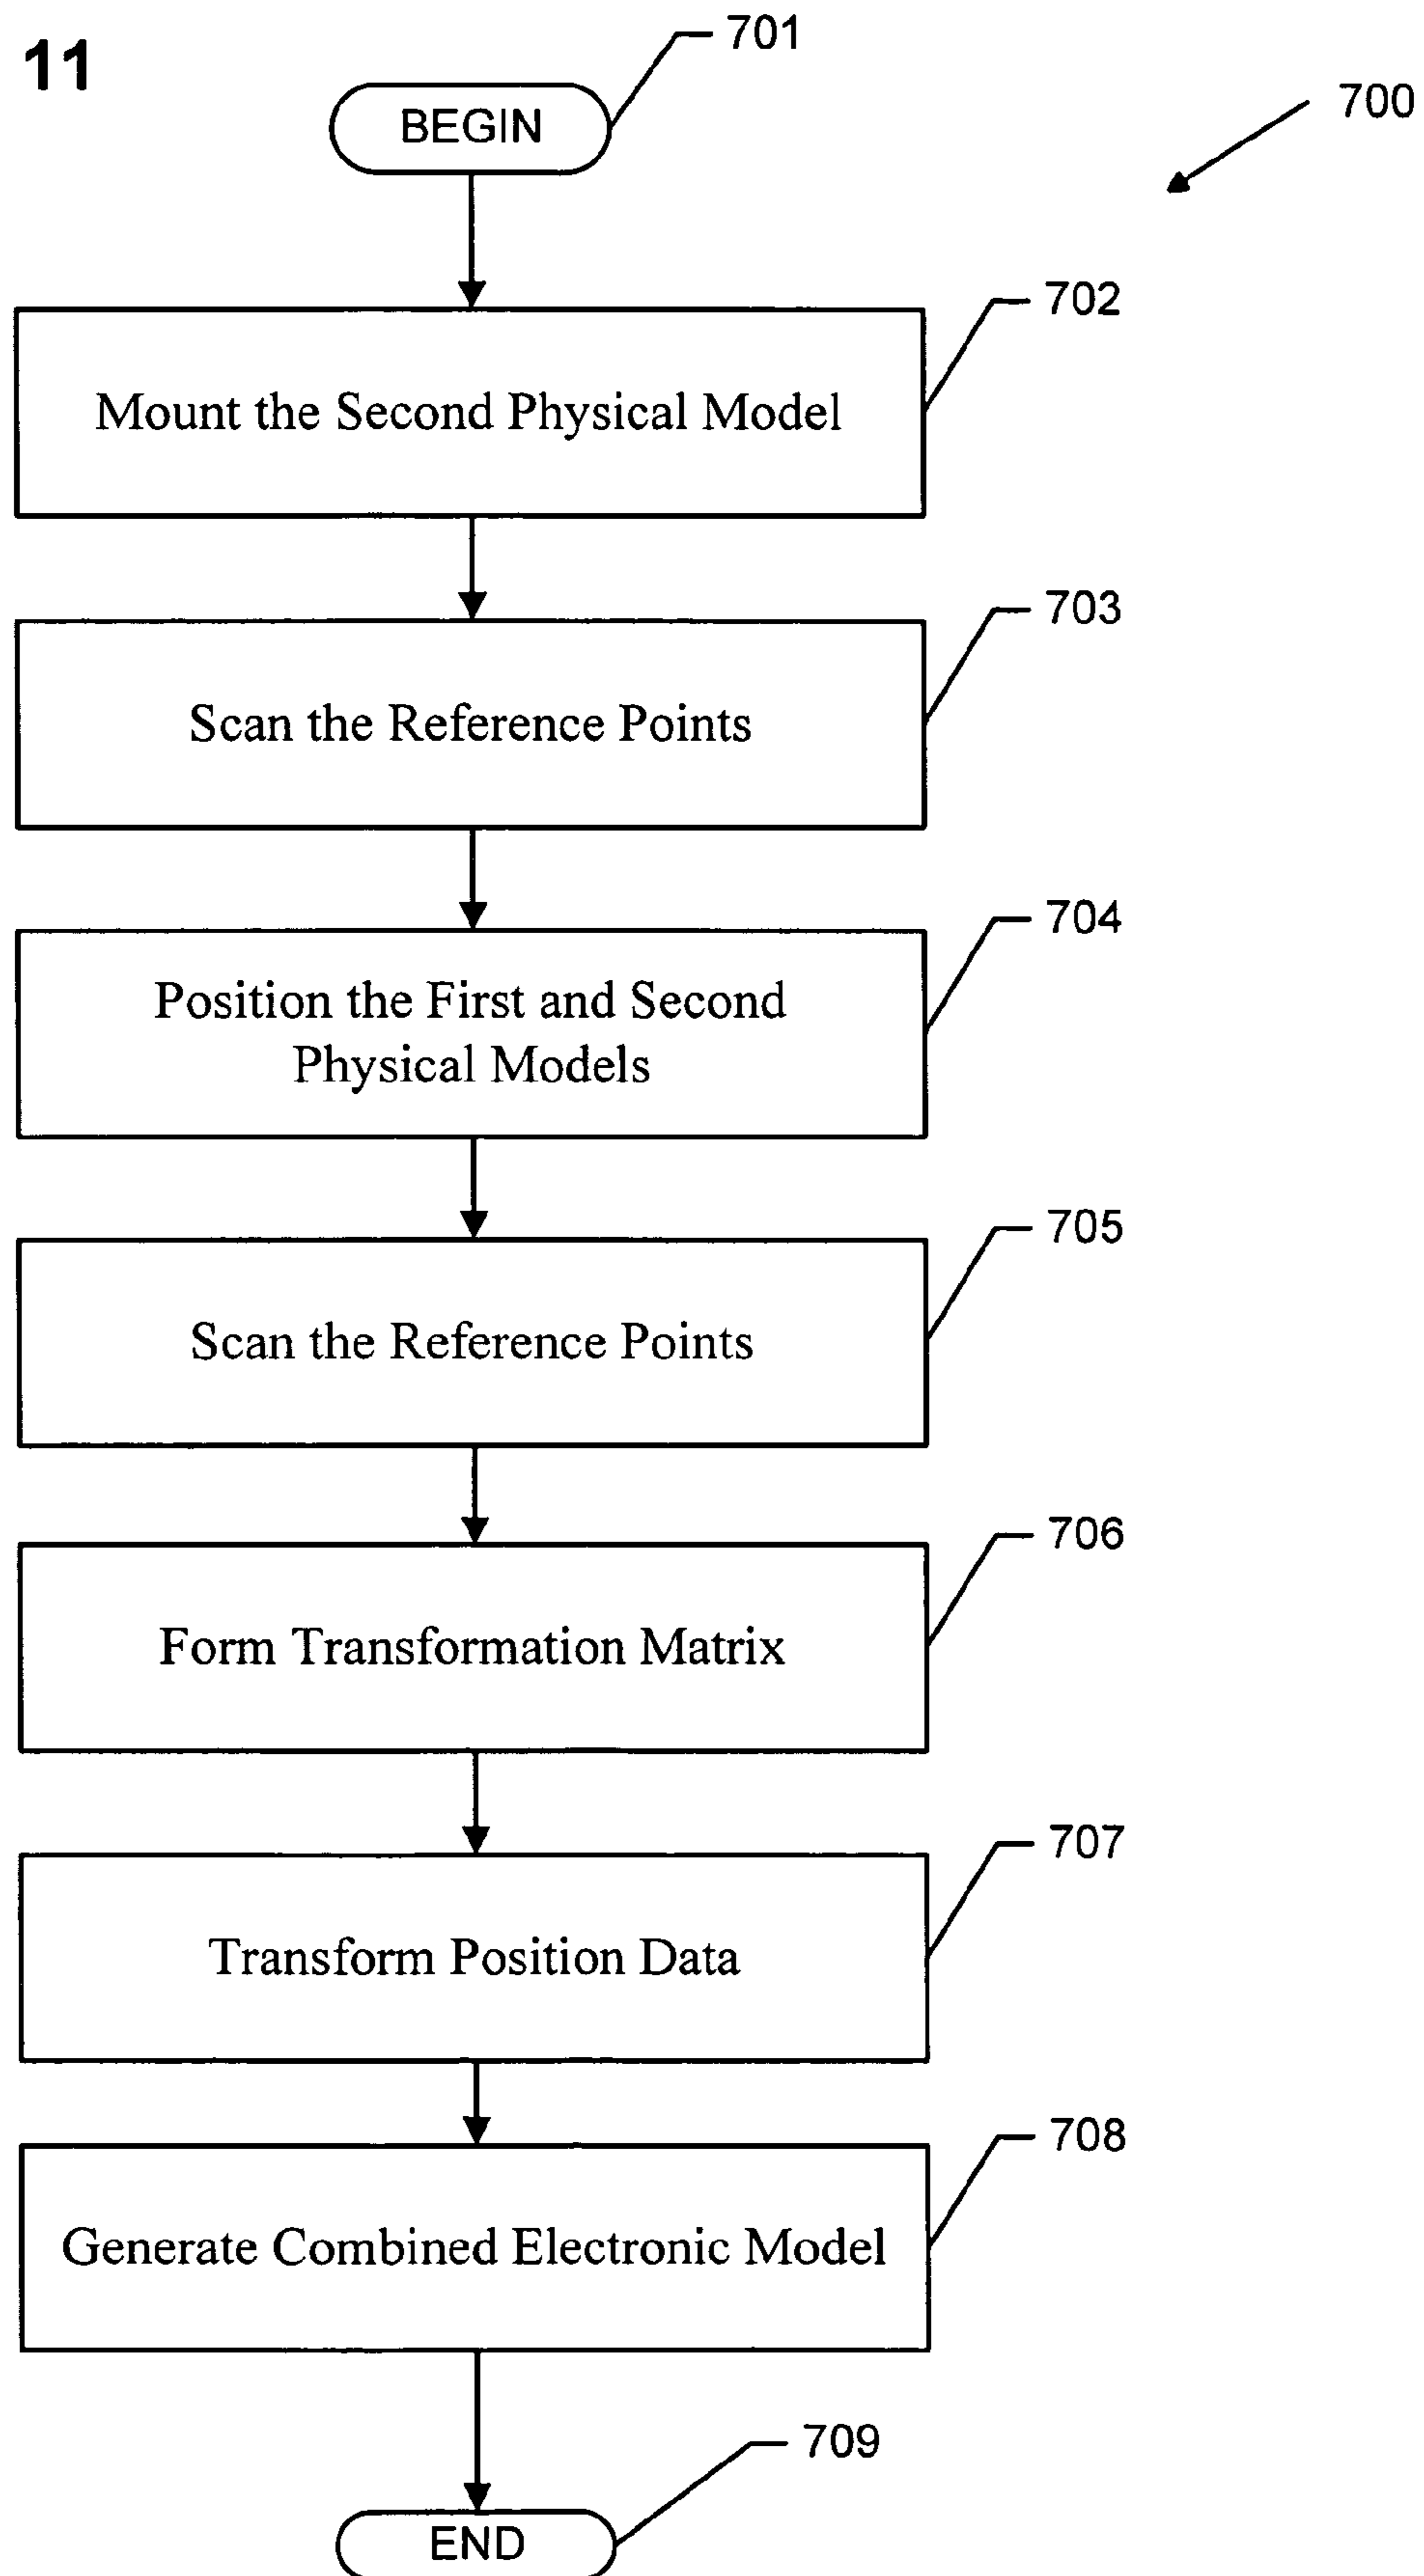 11
701
BEGIN
700
702
Mount the Second Physical Model
703
Scan the Reference Points
704
Position the First and Second
Physical Models
705
Scan the Reference Points
706
Form Transformation Matrix
707
Transform Position Data
708
Generate Combined Electronic Model
709
END